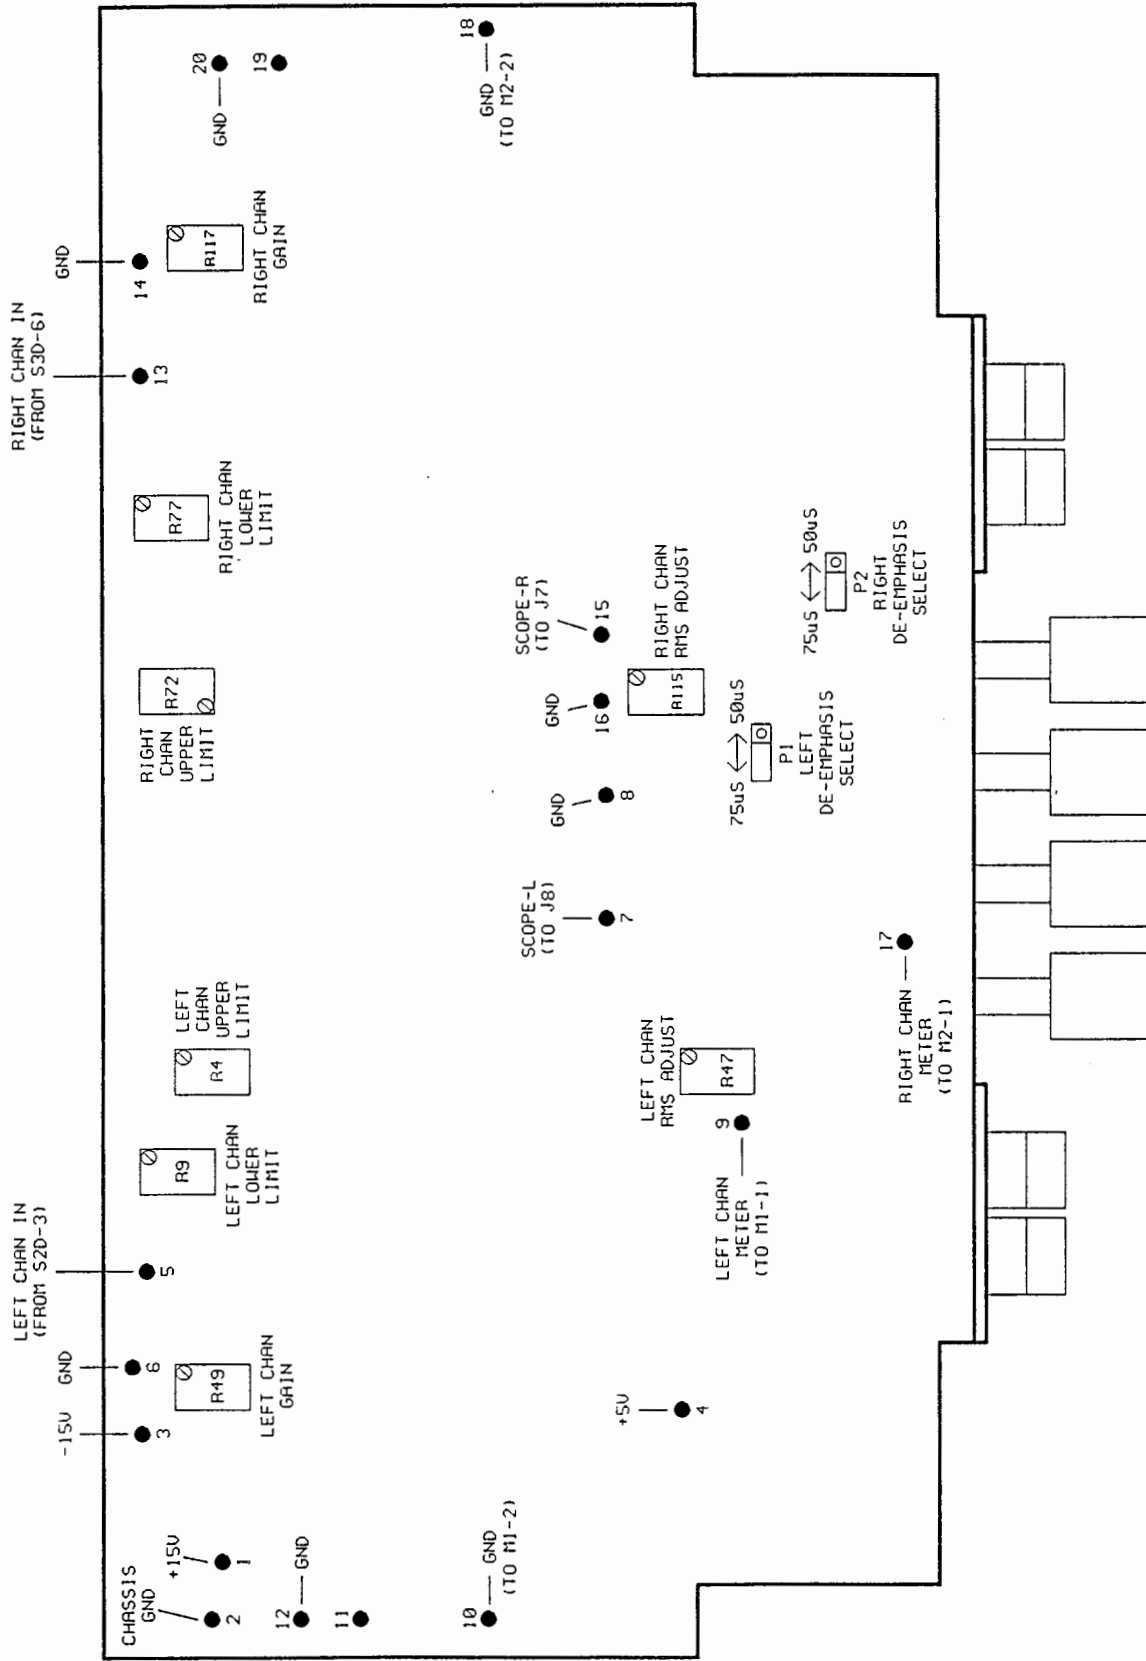 LEFT CHAN IN
(FROM S2D-3)
RIGHT CHAN IN
(FROM S3D-6)
-15V
GND
GND
CHASSIS
GND
+15V
2
1
3
6
5
13
14
20
GND
19
12
GND
11
10
GND
(TO M1-2)
R49
LEFT CHAN
GAIN
R9
LEFT CHAN
LOWER
LIMIT
LEFT
CHAN
UPPER
LIMIT
R4
R72
RIGHT
CHAN
UPPER
LIMIT
R77
RIGHT CHAN
LOWER
LIMIT
R117
RIGHT CHAN
GAIN
18
GND
(TO M2-2)
SCOPE-L
(TO J8)
7
GND
8
GND
16
SCOPE-R
(TO J7)
15
+5V
4
LEFT CHAN
RMS ADJUST
R47
9
LEFT CHAN
METER
(TO M1-1)
R115
RIGHT CHAN
RMS ADJUST
75uS
50uS
P1
LEFT
DE-EMPHASIS
SELECT
75uS
50uS
P2
RIGHT
DE-EMPHASIS
SELECT
17
RIGHT CHAN
METER
(TO M2-1)